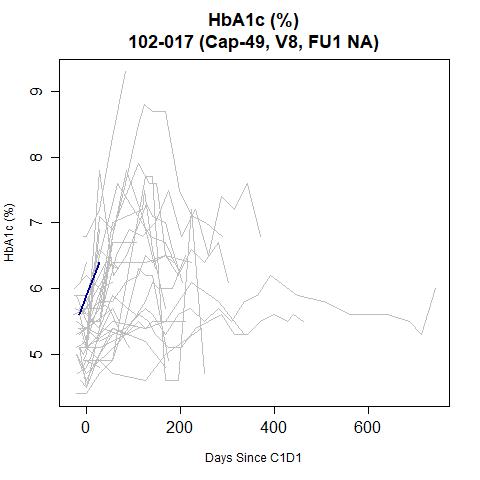 HbA1c (%)
102-017 (Cap-49, V8, FU1 NA)
HbA1c (%)
9
8
7
6
5
0
200
400
600
Days Since C1D1